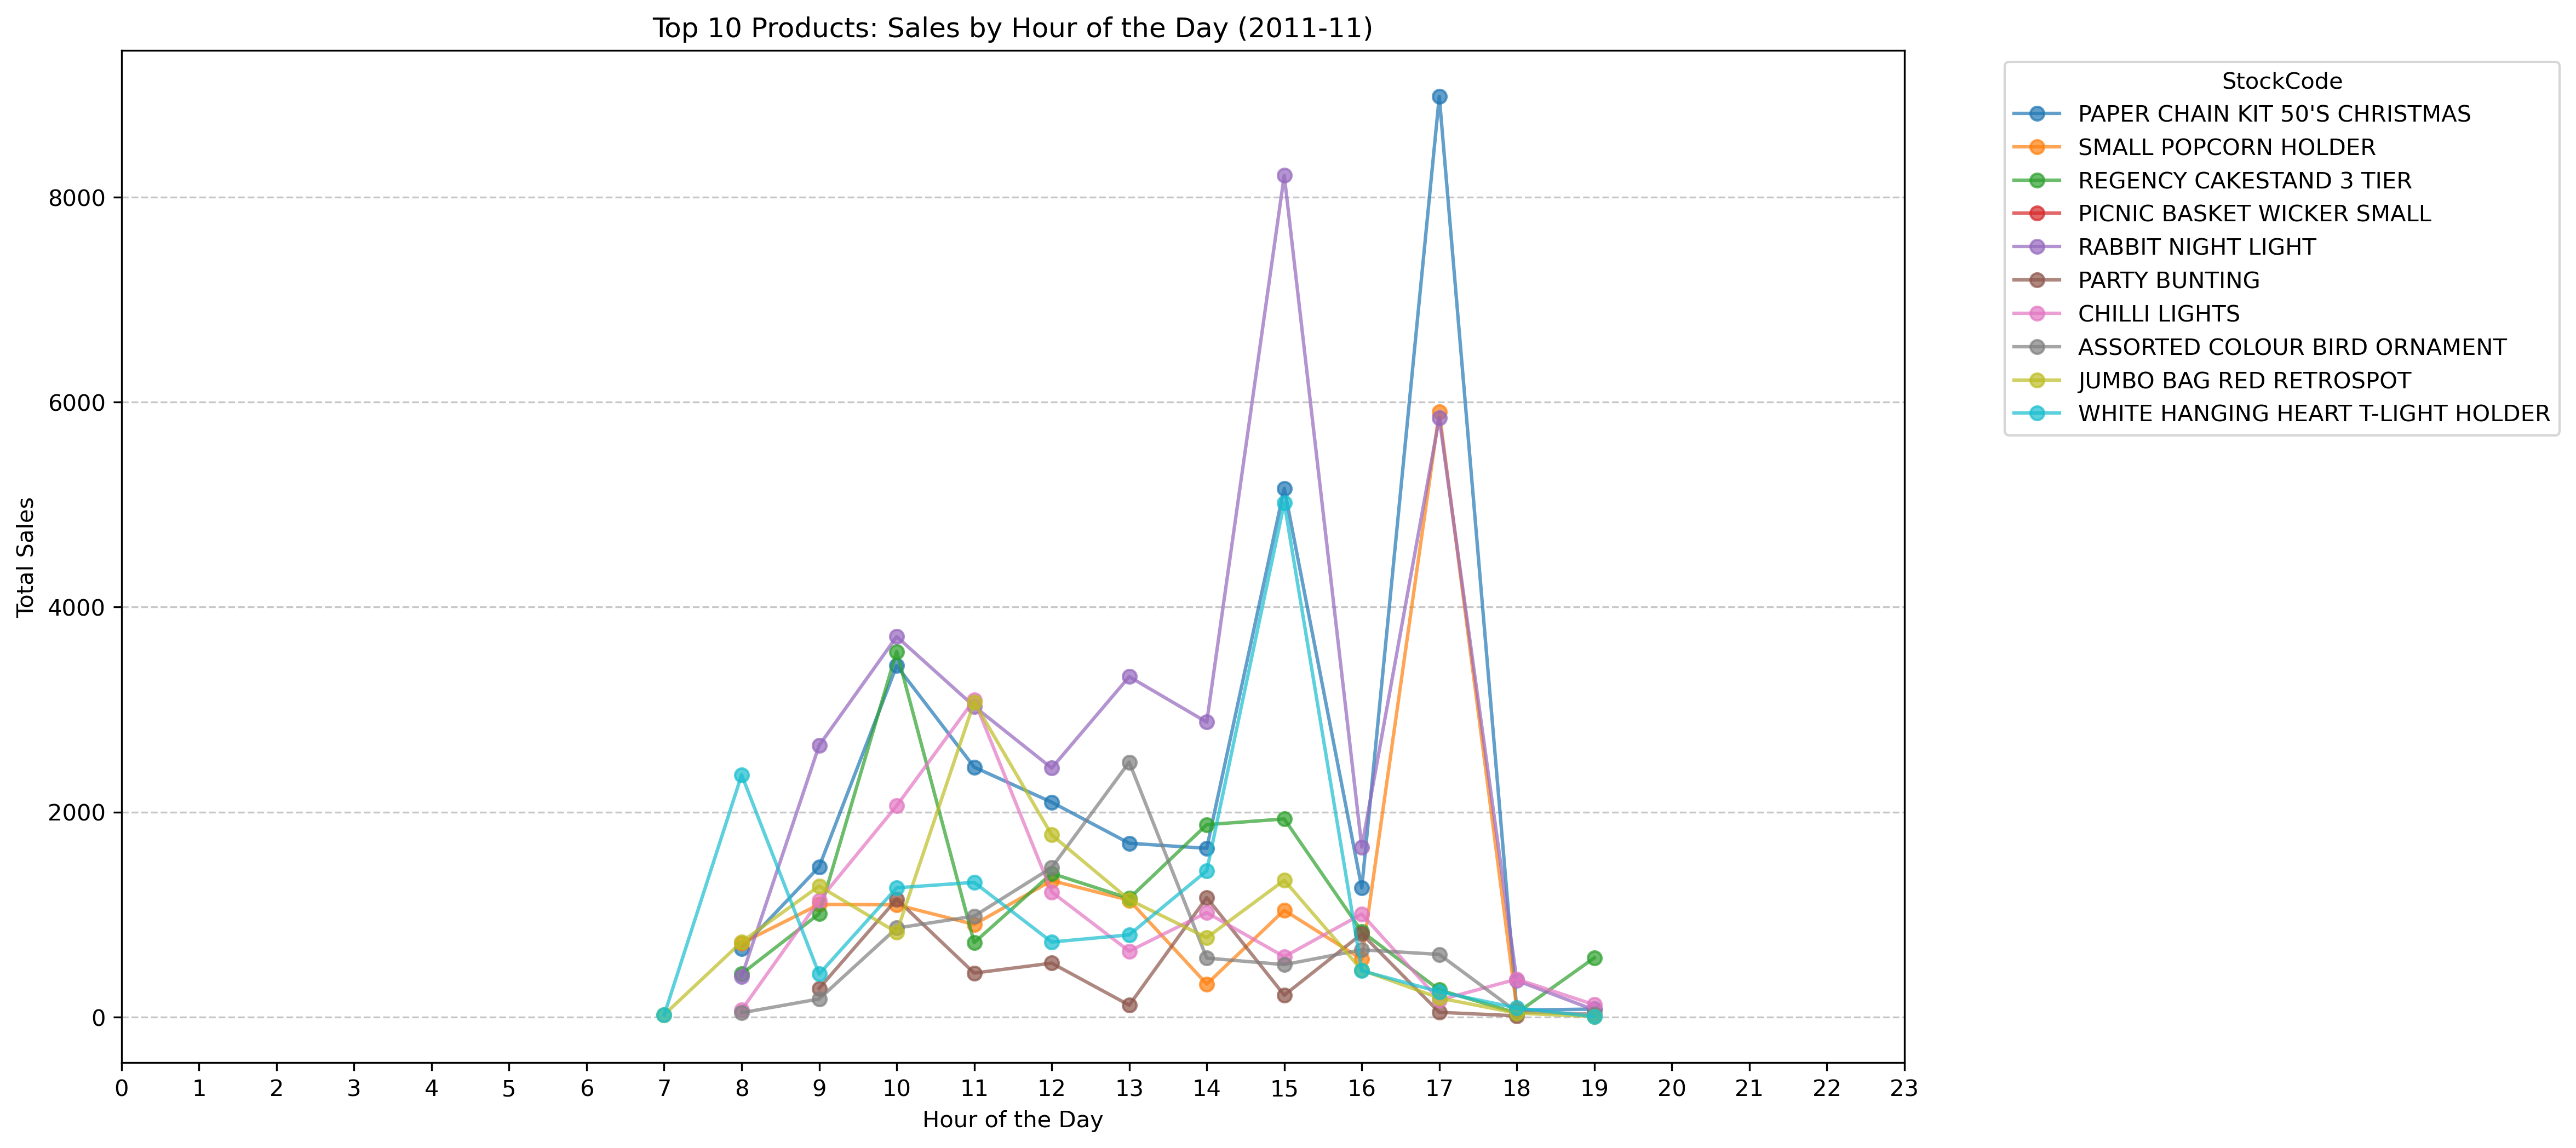 Top 10 Products: Sales by Hour of the Day (2011-11)
Total Sales
8000
6000
4000
2000
0
0 1 2 3 4 5 6 7 8 9 10 11 12 13 14 15 16 17 18 19 20 21 22 23
Hour of the Day
StockCode
PAPER CHAIN KIT 50'S CHRISTMAS
SMALL POPCORN HOLDER
REGENCY CAKESTAND 3 TIER
PICNIC BASKET WICKER SMALL
RABBIT NIGHT LIGHT
PARTY BUNTING
CHILLI LIGHTS
ASSORTED COLOUR BIRD ORNAMENT
JUMBO BAG RED RETROSPOT
WHITE HANGING HEART T-LIGHT HOLDER